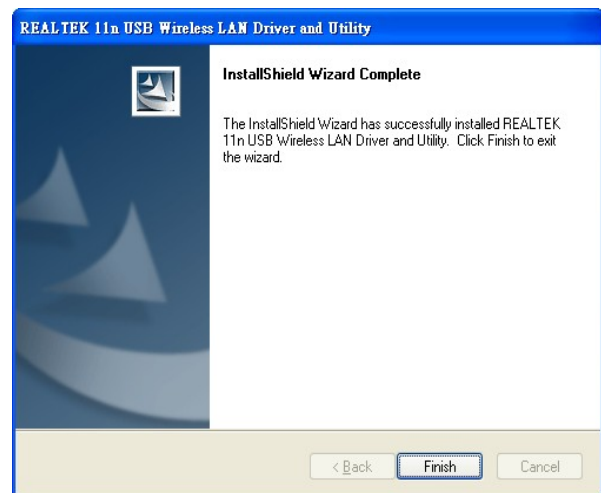 REALTEK 11n USB Wireless LAN Driver and Utility
InstallShield Wizard Complete
The InstallShield Wizard has successfully installed REALTEK
11n USB Wireless LAN Driver and Utility. Click Finish to exit
the wizard.
< Back Finish Cancel